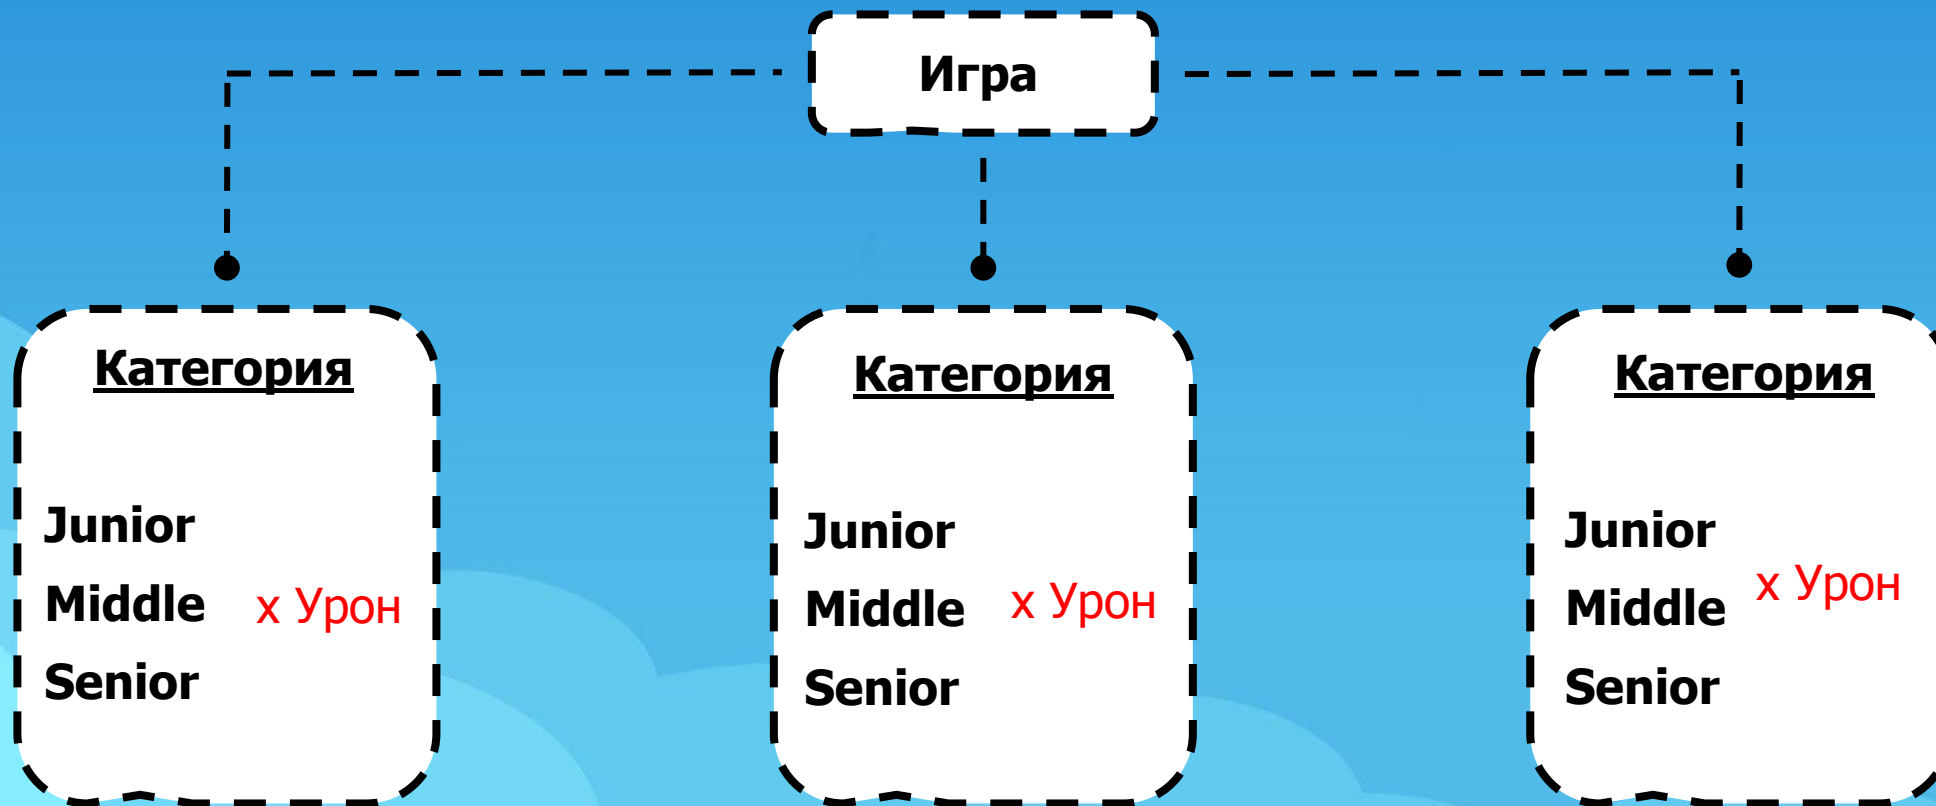 Игра
Категория
Junior
Middle х Урон
Senior
Категория
Junior
Middle х Урон
Senior
Категория
Junior
Middle х Урон
Senior